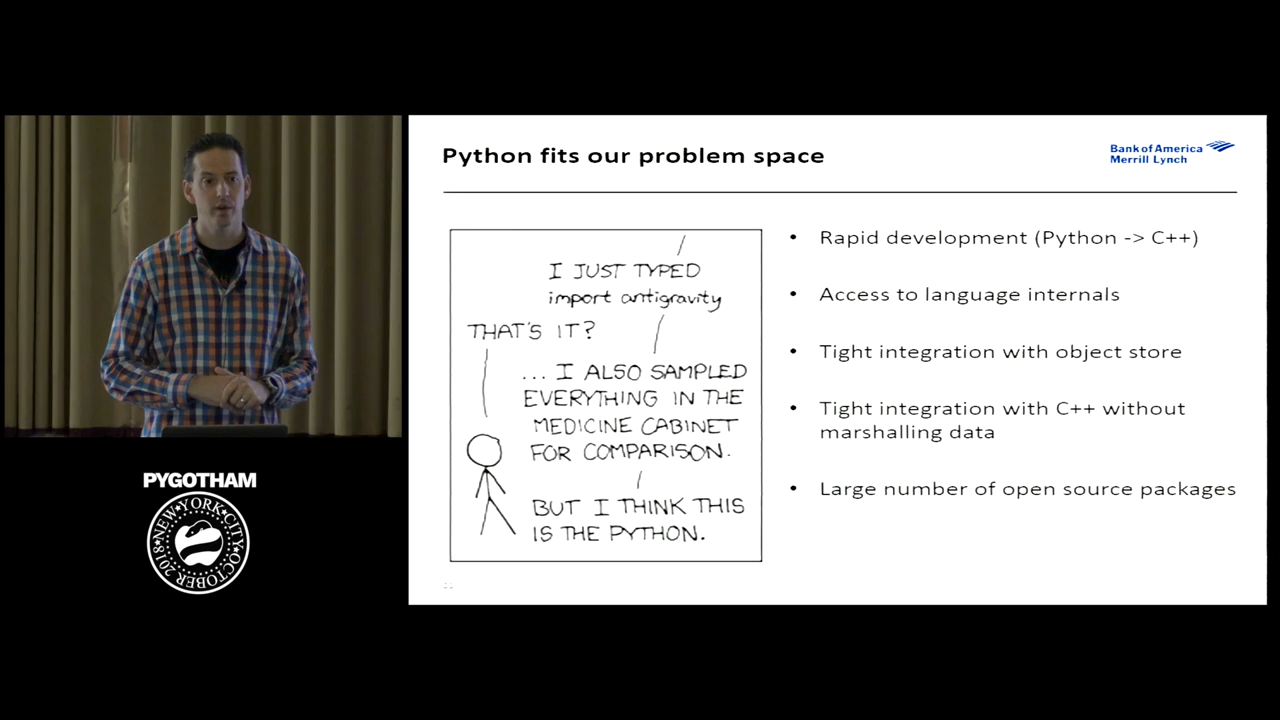 Python fits our problem space
Bank of America
Merrill Lynch
I JUST TYPED
import antigravity
THAT'S IT?
... I ALSO SAMPLED
EVERYTHING IN THE
MEDICINE CABINET
FOR COMPARISON.
BUT I THINK THIS
IS THE PYTHON.
• Rapid development (Python -> C++)
• Access to language internals
• Tight integration with object store
• Tight integration with C++ without
marshalling data
• Large number of open source packages
PYGOTHAM
NEW★YORK★CITY
OCTOBER 2018